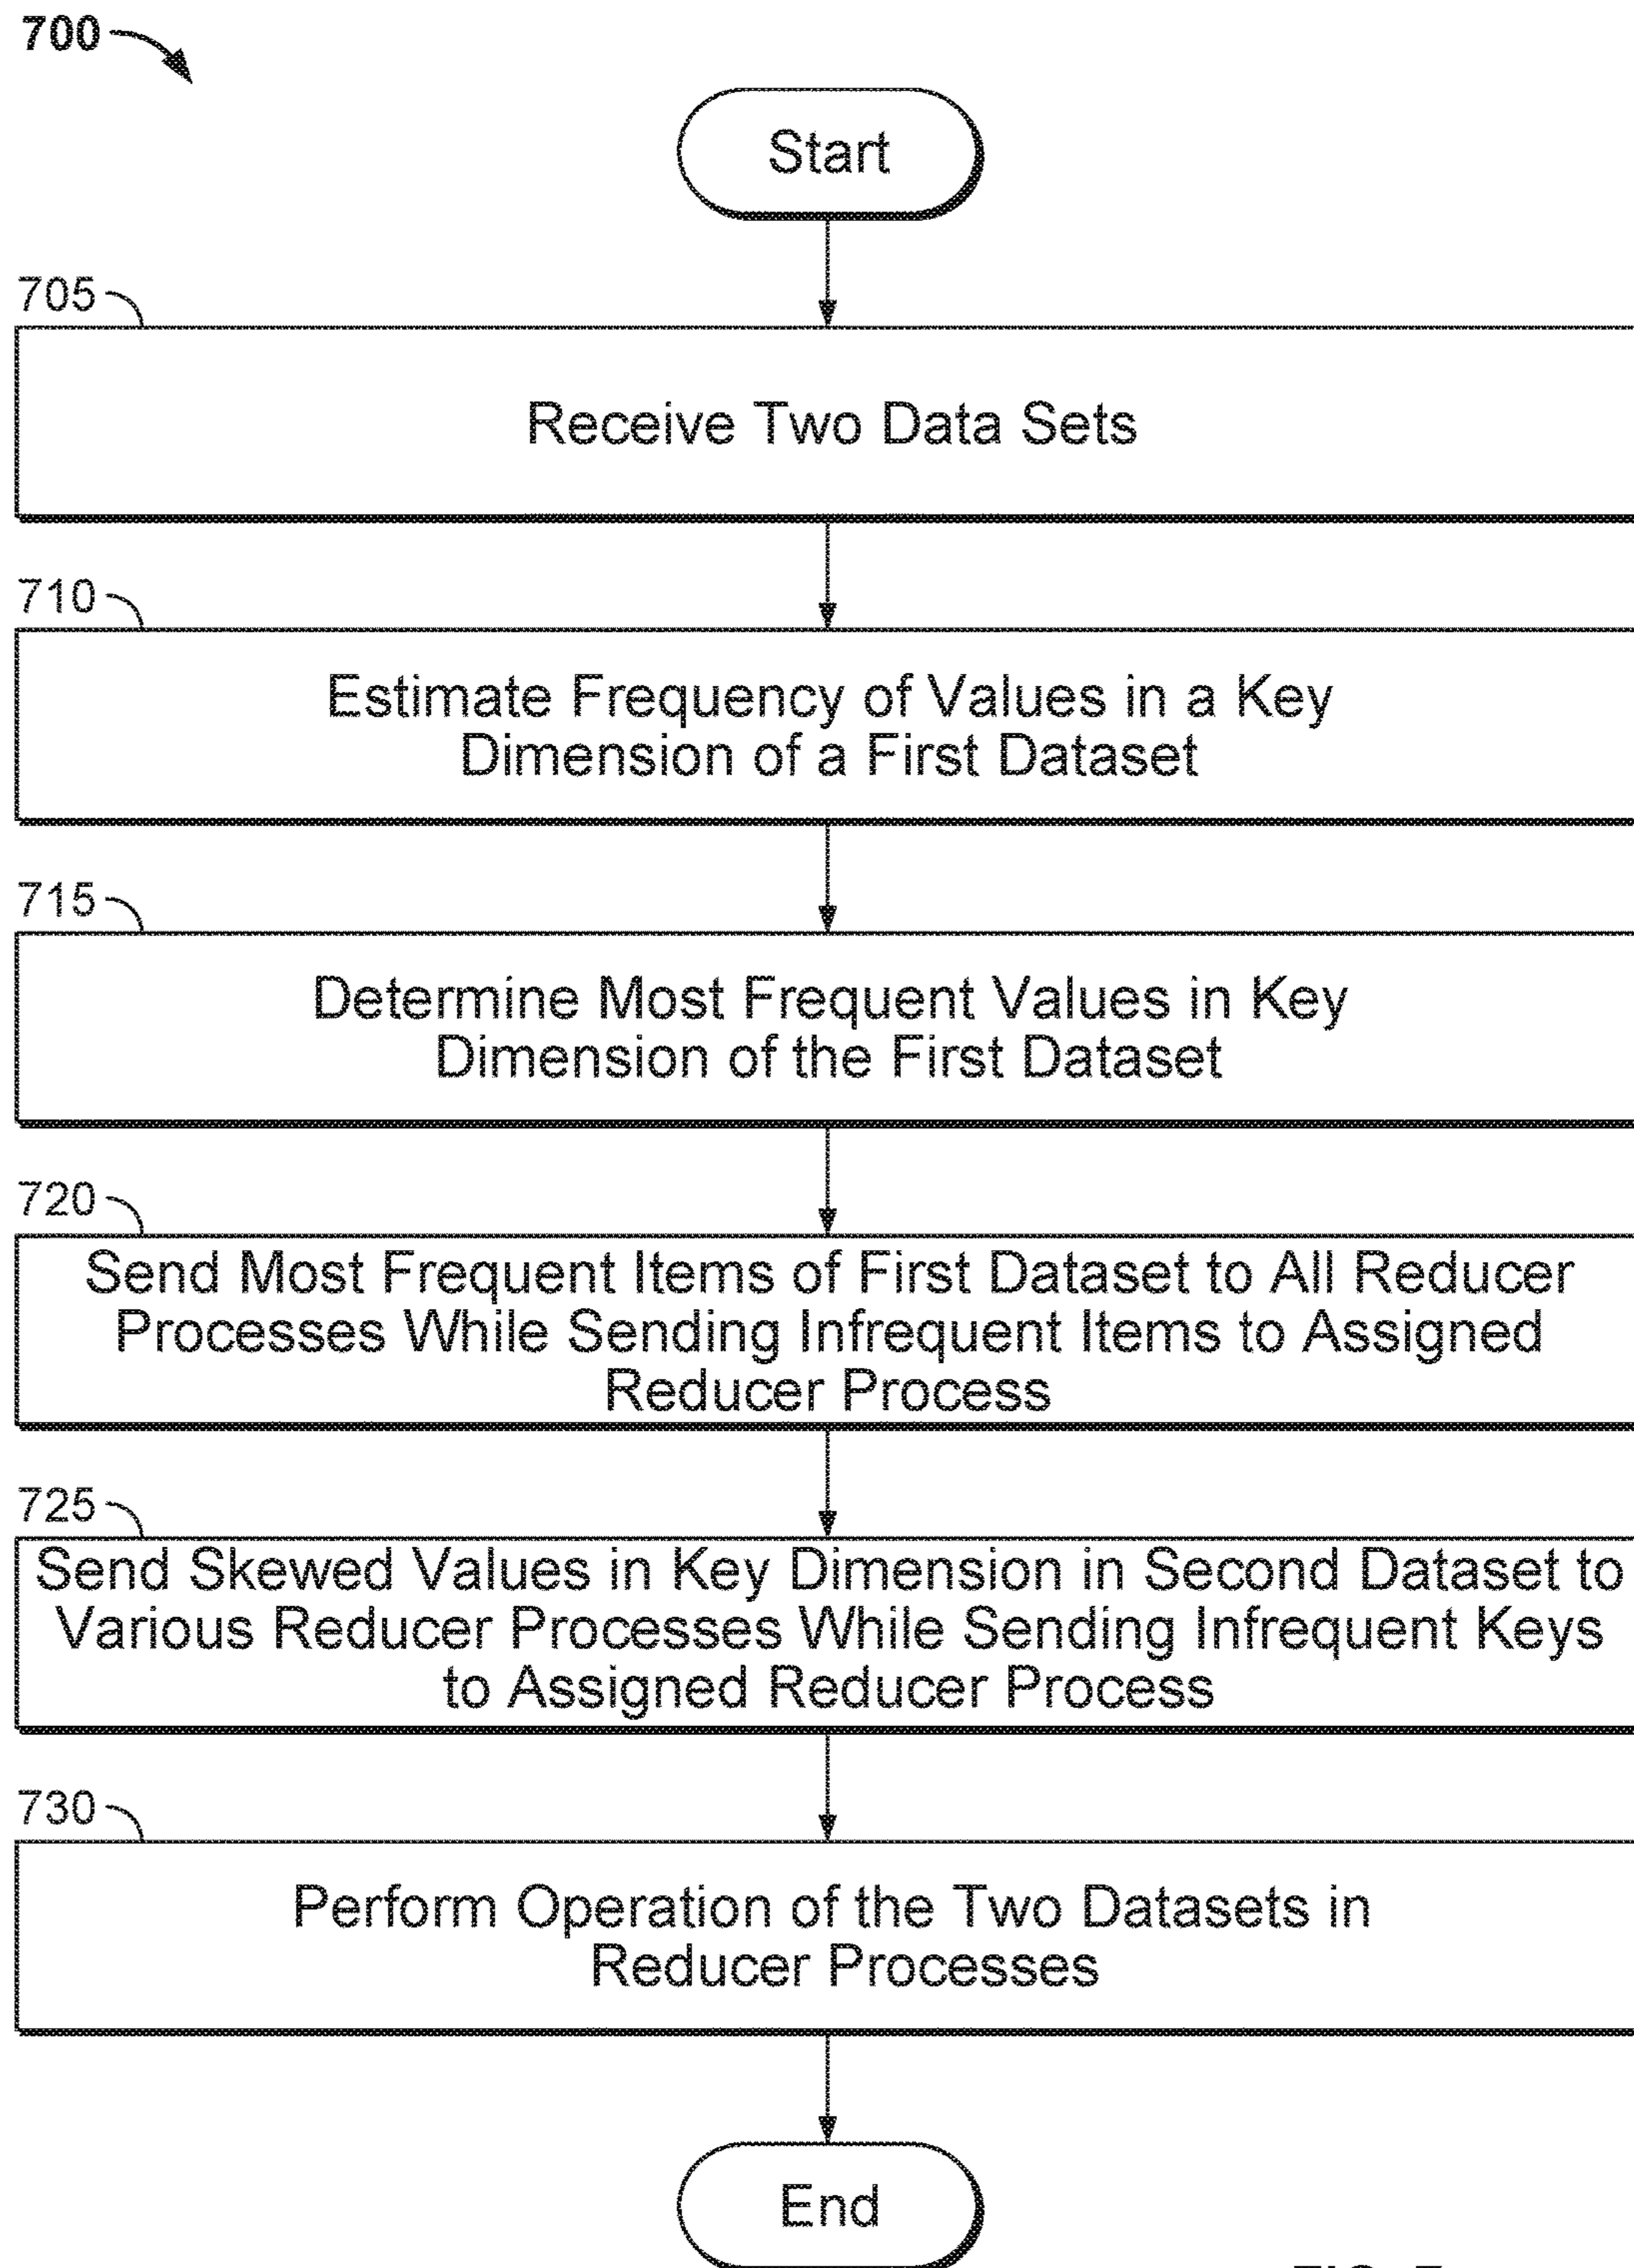 700
Start
705
Receive Two Data Sets
710
Estimate Frequency of Values in a Key
Dimension of a First Dataset
715
Determine Most Frequent Values in Key
Dimension of the First Dataset
720
Send Most Frequent Items of First Dataset to All Reducer
Processes While Sending Infrequent Items to Assigned
Reducer Process
725
Send Skewed Values in Key Dimension in Second Dataset to
Various Reducer Processes While Sending Infrequent Keys
to Assigned Reducer Process
730
Perform Operation of the Two Datasets in
Reducer Processes
End